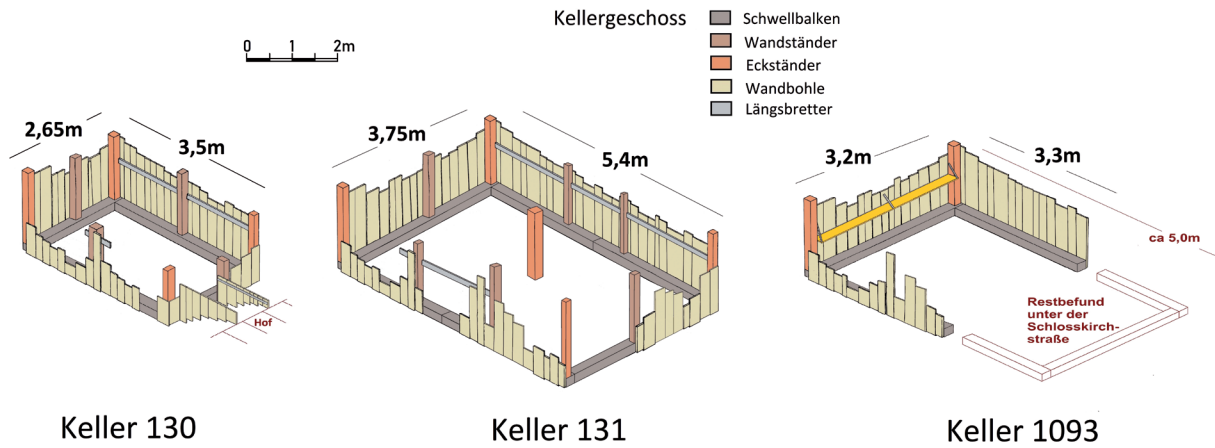 Kellergeschoss
Schwellbalken
Wandständer
Eckständer
Wandbohle
Längsbretter
0 1 2m
2,65m
3,5m
Hof
Keller 130
3,75m
5,4m
Keller 131
3,2m
3,3m
ca 5,0m
Restbefund
unter der
Schlosskirch-
straße
Keller 1093